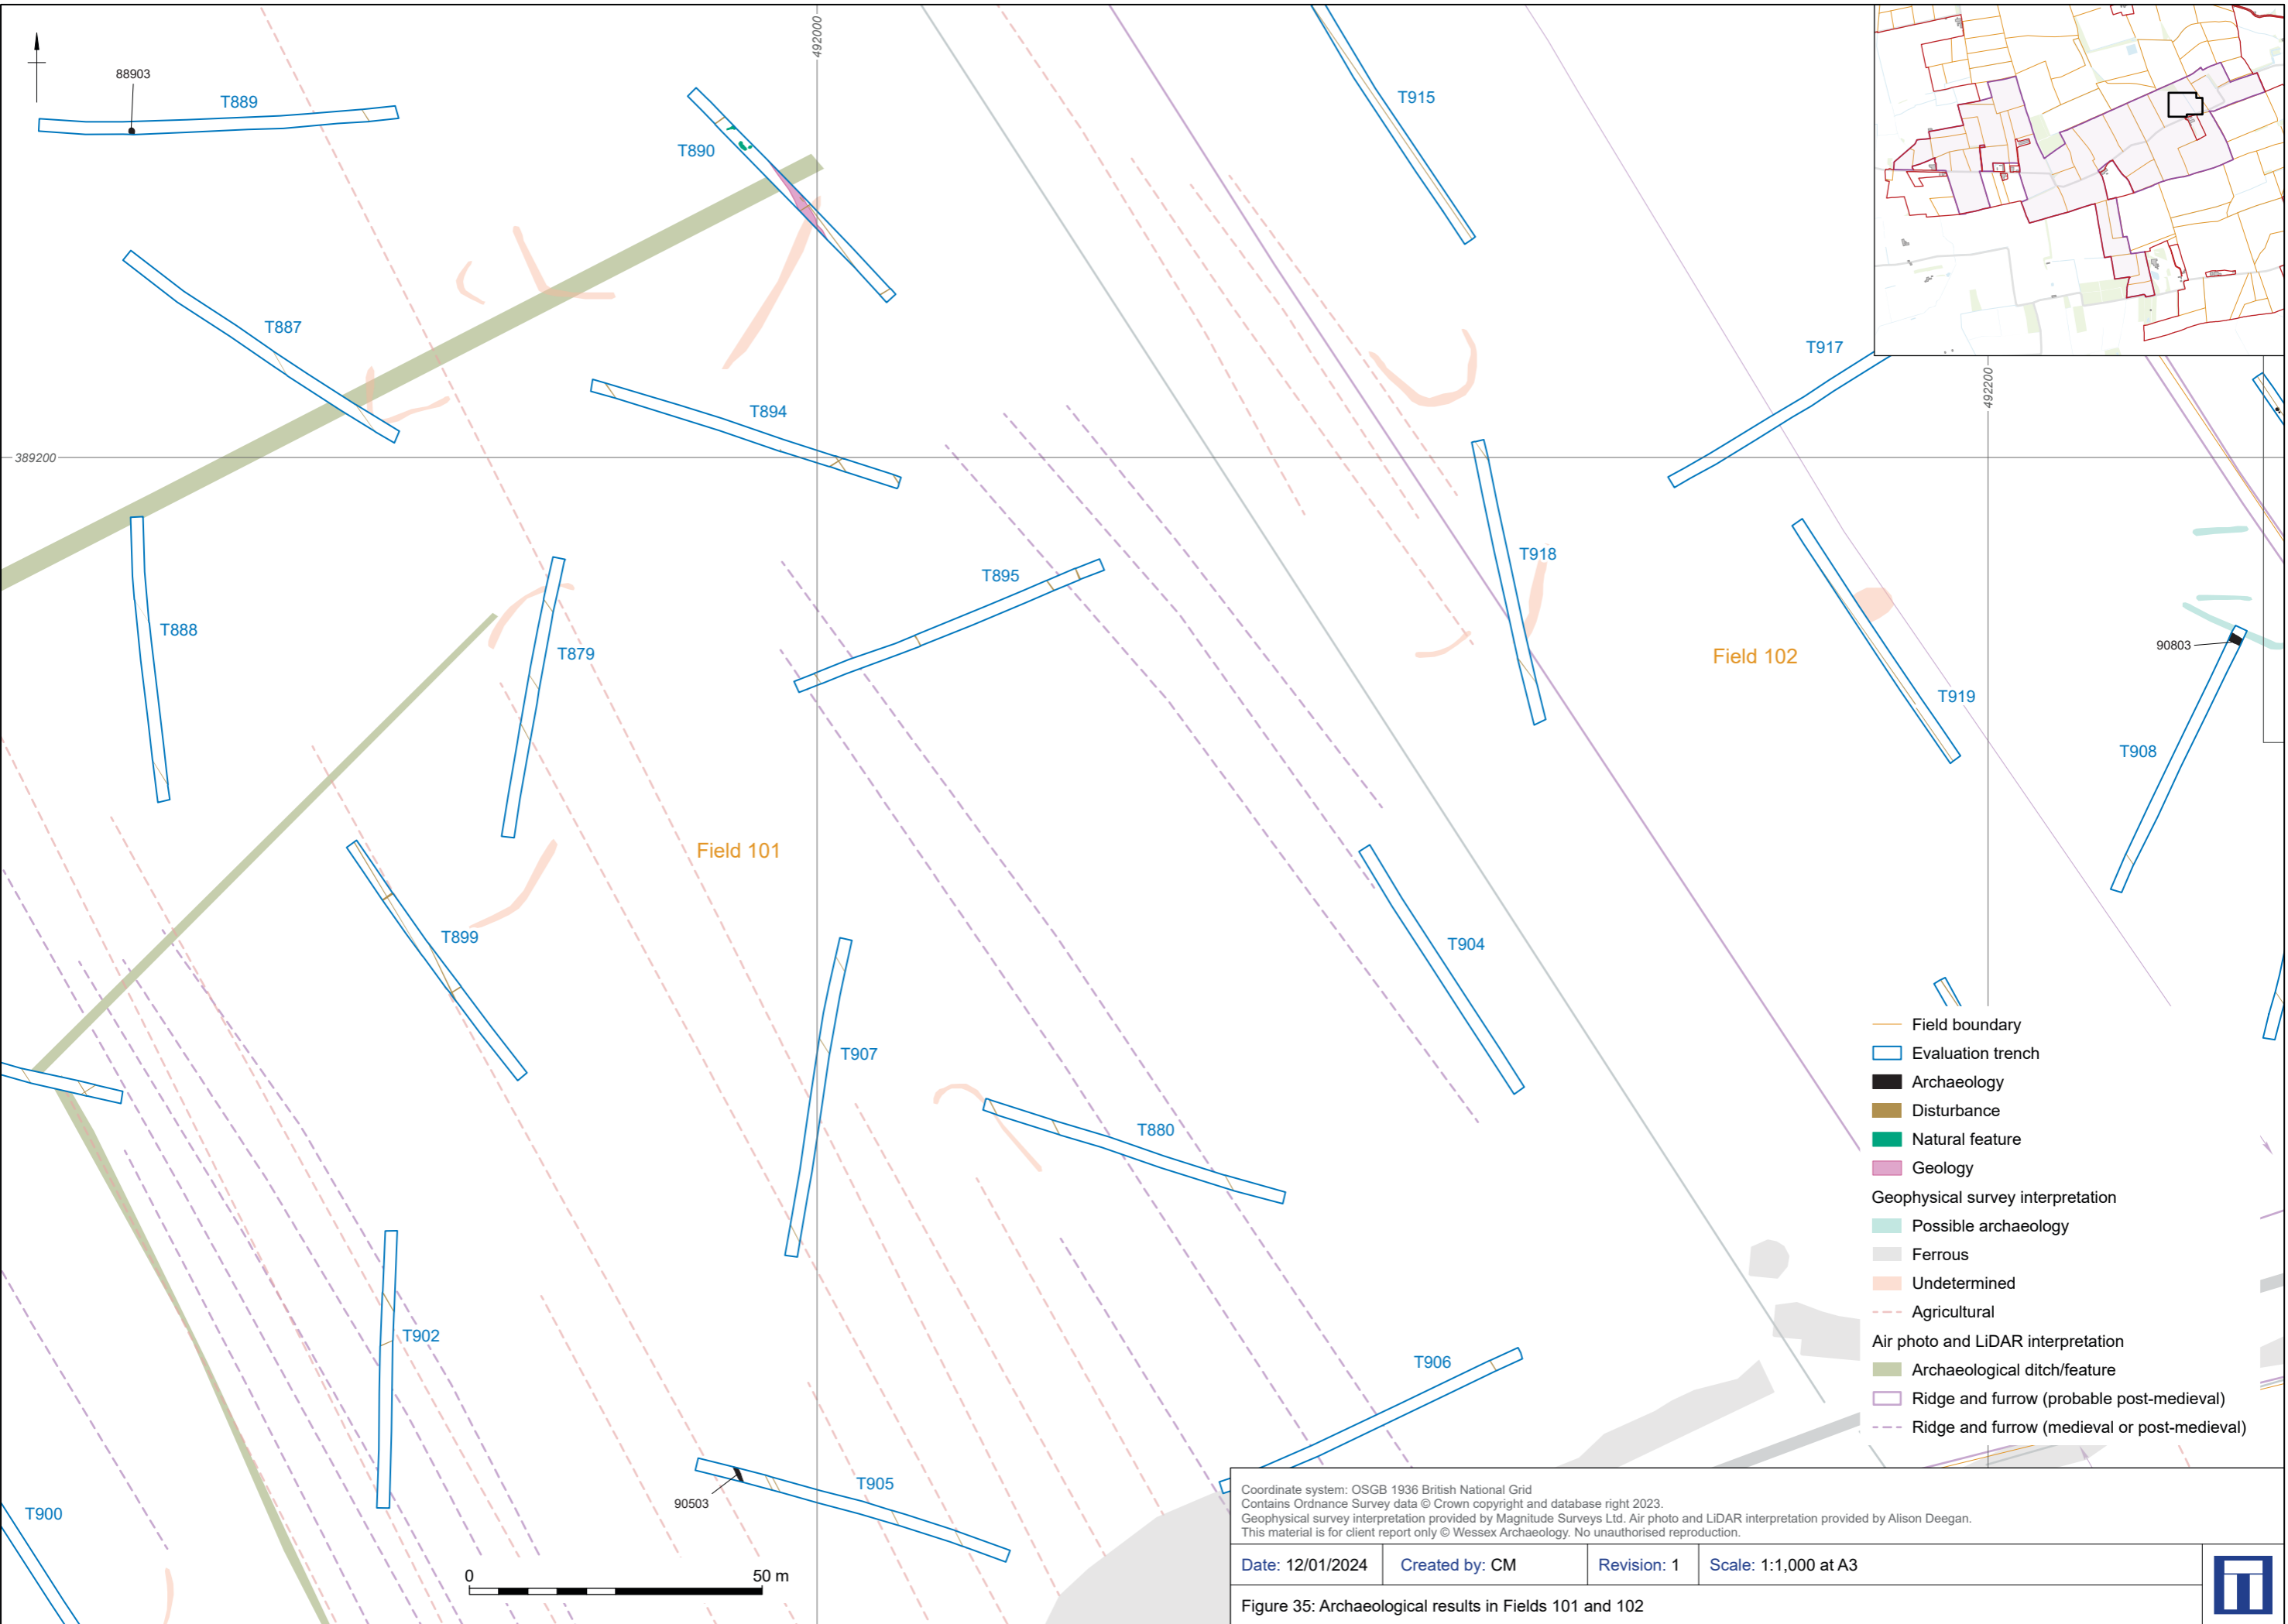 492000
88903
T889
T915
T890
T887
T917
T894
492200
389200
T918
T895
T888
T879
90803
Field 102
T919
T908
Field 101
T899
T904
T907
T880
T902
T906
T905
90503
T900
0 50 m
Field boundary
Evaluation trench
Archaeology
Disturbance
Natural feature
Geology
Geophysical survey interpretation
Possible archaeology
Ferrous
Undetermined
Agricultural
Air photo and LiDAR interpretation
Archaeological ditch/feature
Ridge and furrow (probable post-medieval)
Ridge and furrow (medieval or post-medieval)
Coordinate system: OSGB 1936 British National Grid
Contains Ordnance Survey data © Crown copyright and database right 2023.
Geophysical survey interpretation provided by Magnitude Surveys Ltd. Air photo and LiDAR interpretation provided by Alison Deegan.
This material is for client report only © Wessex Archaeology. No unauthorised reproduction.
Date: 12/01/2024 Created by: CM Revision: 1 Scale: 1:1,000 at A3
Figure 35: Archaeological results in Fields 101 and 102